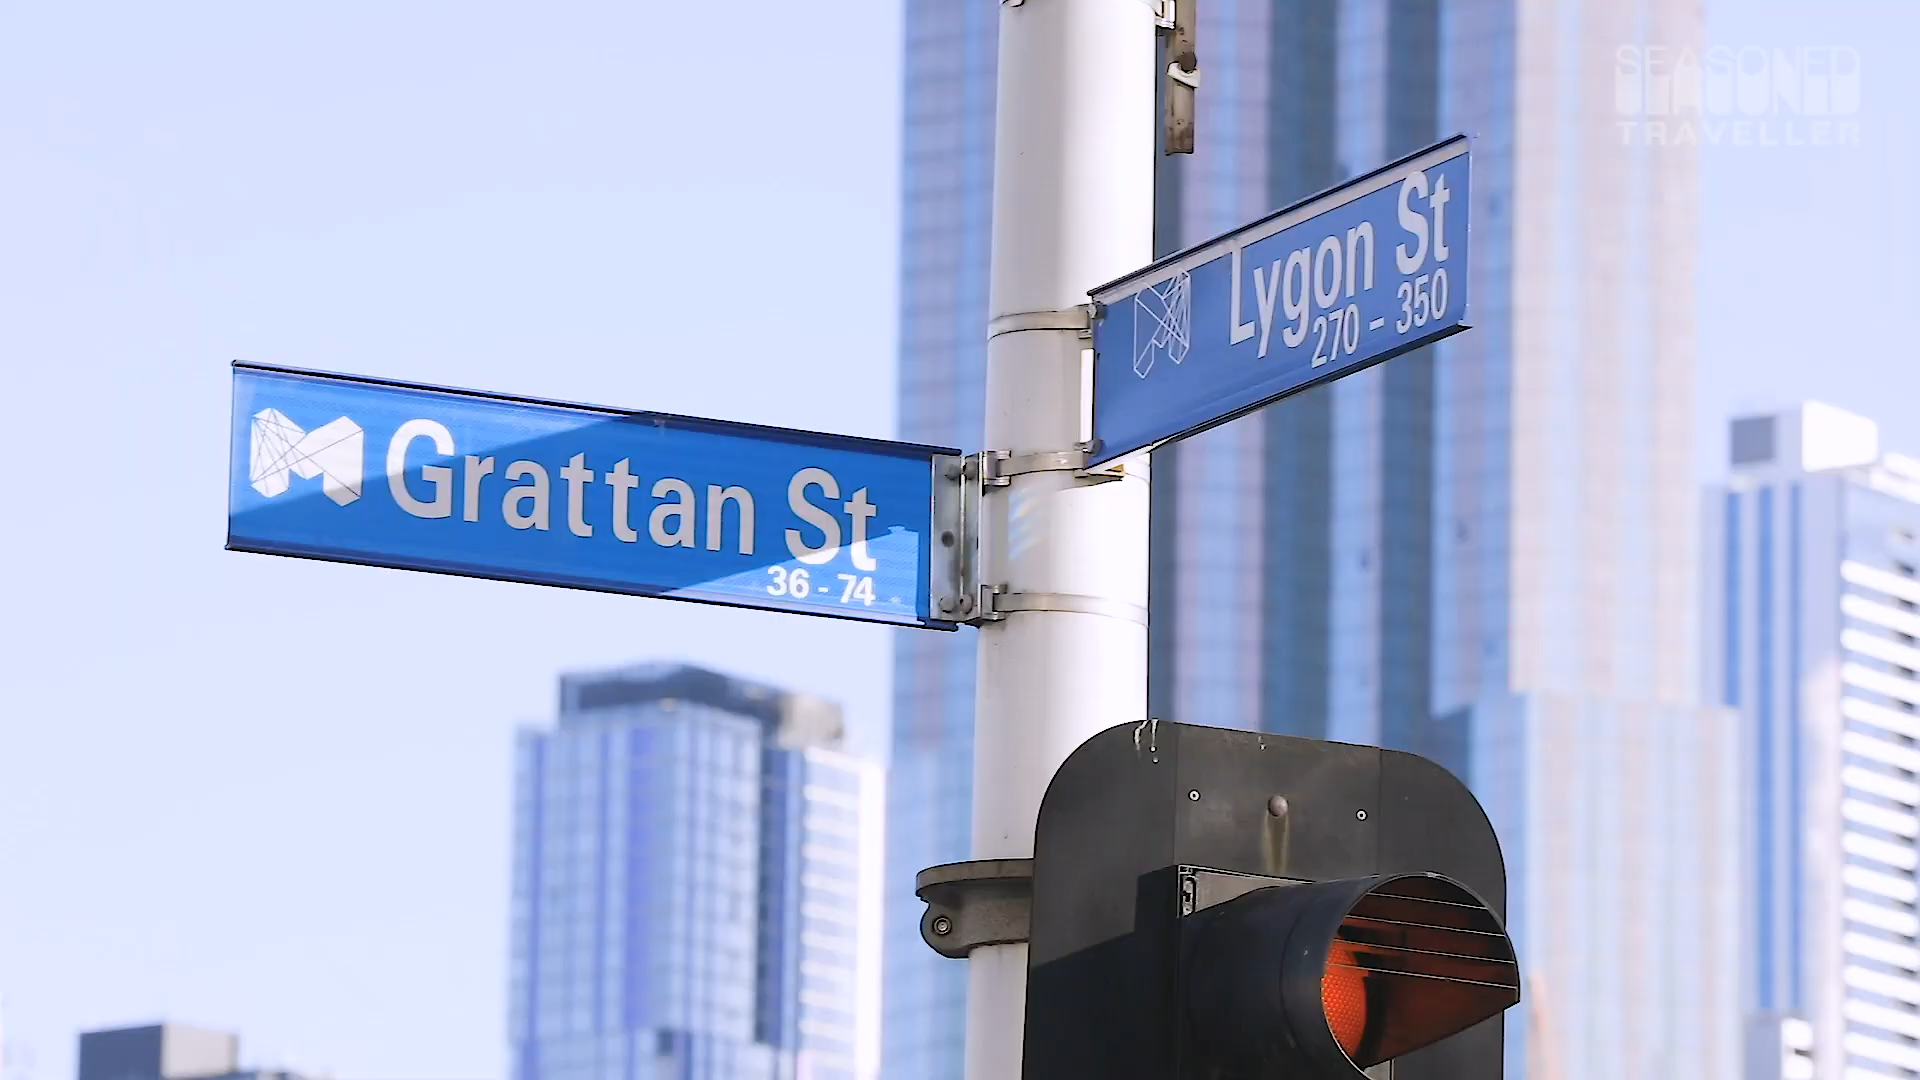 SEASONED
TRAVELLER
Lygon St
270 - 350
Grattan St
36 - 74